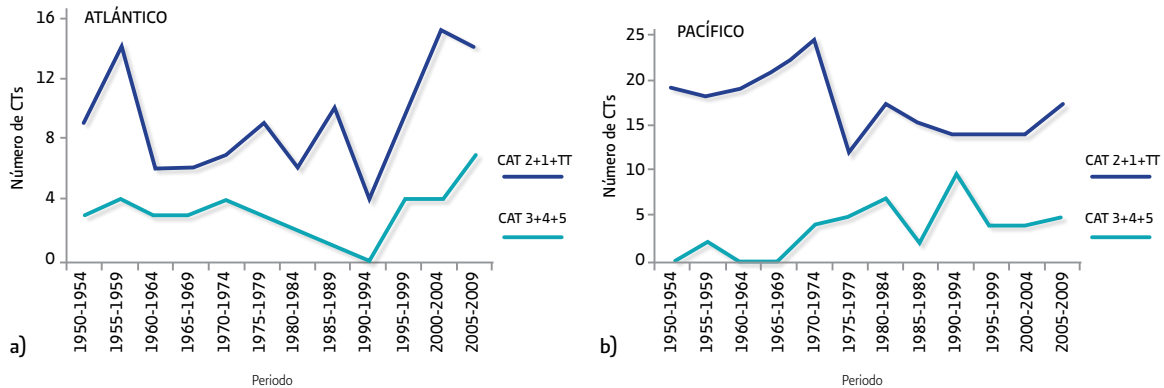 ATLÁNTICO
Número de CTs
16
12
8
4
0
CAT 2+1+TT
CAT 3+4+5
1950-1954
1955-1959
1960-1964
1965-1969
1970-1974
1975-1979
1980-1984
1985-1989
1990-1994
1995-1999
2000-2004
2005-2009
a)
Periodo
PACÍFICO
Número de CTs
25
20
15
10
5
0
CAT 2+1+TT
CAT 3+4+5
1950-1954
1955-1959
1960-1964
1965-1969
1970-1974
1975-1979
1980-1984
1985-1989
1990-1994
1995-1999
2000-2004
2005-2009
b)
Periodo